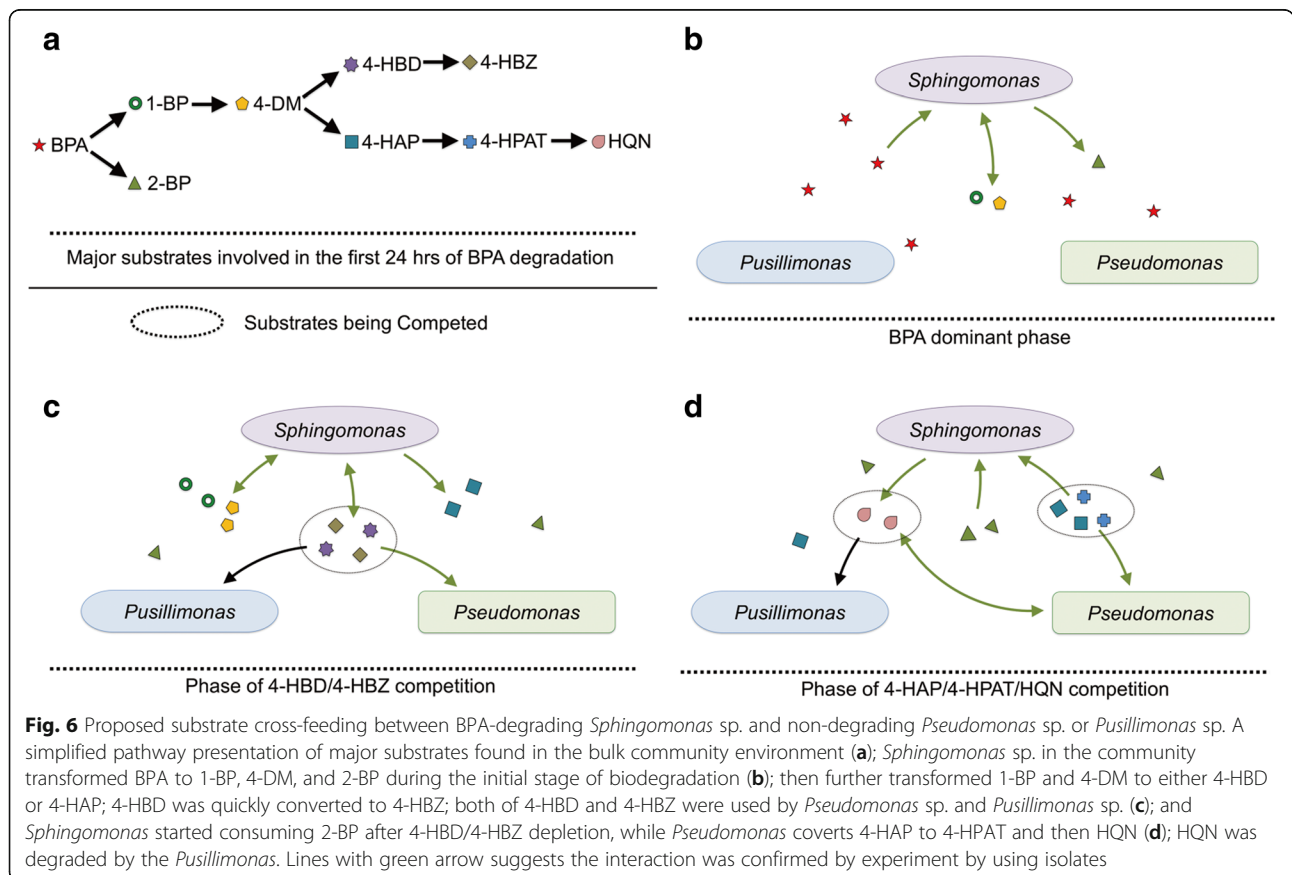 a
BPA
1-BP
2-BP
4-DM
4-HBD
4-HBZ
4-HAP
4-HPAT
HQN
Major substrates involved in the first 24 hrs of BPA degradation
Substrates being Competed
b
Sphingomonas
Pusillimonas
Pseudomonas
BPA dominant phase
c
Sphingomonas
Pusillimonas
Pseudomonas
Phase of 4-HBD/4-HBZ competition
d
Sphingomonas
Pusillimonas
Pseudomonas
Phase of 4-HAP/4-HPAT/HQN competition
Fig. 6 Proposed substrate cross-feeding between BPA-degrading Sphingomonas sp. and non-degrading Pseudomonas sp. or Pusillimonas sp. A
simplified pathway presentation of major substrates found in the bulk community environment (a); Sphingomonas sp. in the community
transformed BPA to 1-BP, 4-DM, and 2-BP during the initial stage of biodegradation (b); then further transformed 1-BP and 4-DM to either 4-HBD
or 4-HAP; 4-HBD was quickly converted to 4-HBZ; both of 4-HBD and 4-HBZ were used by Pseudomonas sp. and Pusillimonas sp. (c); and
Sphingomonas started consuming 2-BP after 4-HBD/4-HBZ depletion, while Pseudomonas coverts 4-HAP to 4-HPAT and then HQN (d); HQN was
degraded by the Pusillimonas. Lines with green arrow suggests the interaction was confirmed by experiment by using isolates